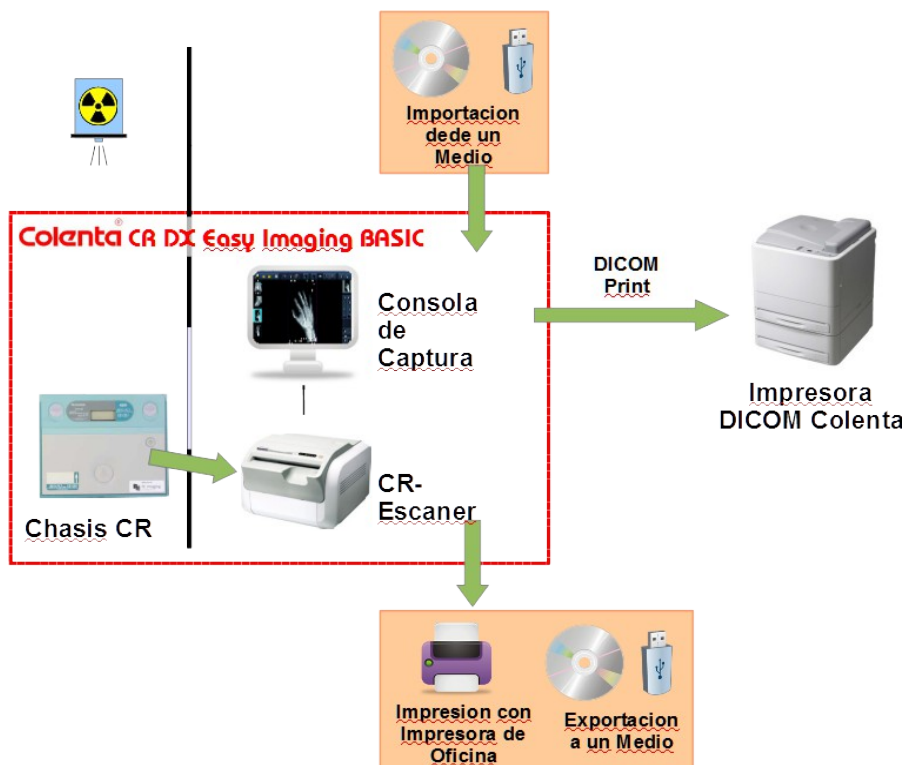 Importacion
dede un
Medio
Colenta® CR DX Easy Imaging BASIC
Consola
de
Captura
DICOM
Print
Impresora
DICOM Colenta
CR-
Escaner
Chasis CR
Impresion con
Impresora de
Oficina
Exportacion
a un Medio